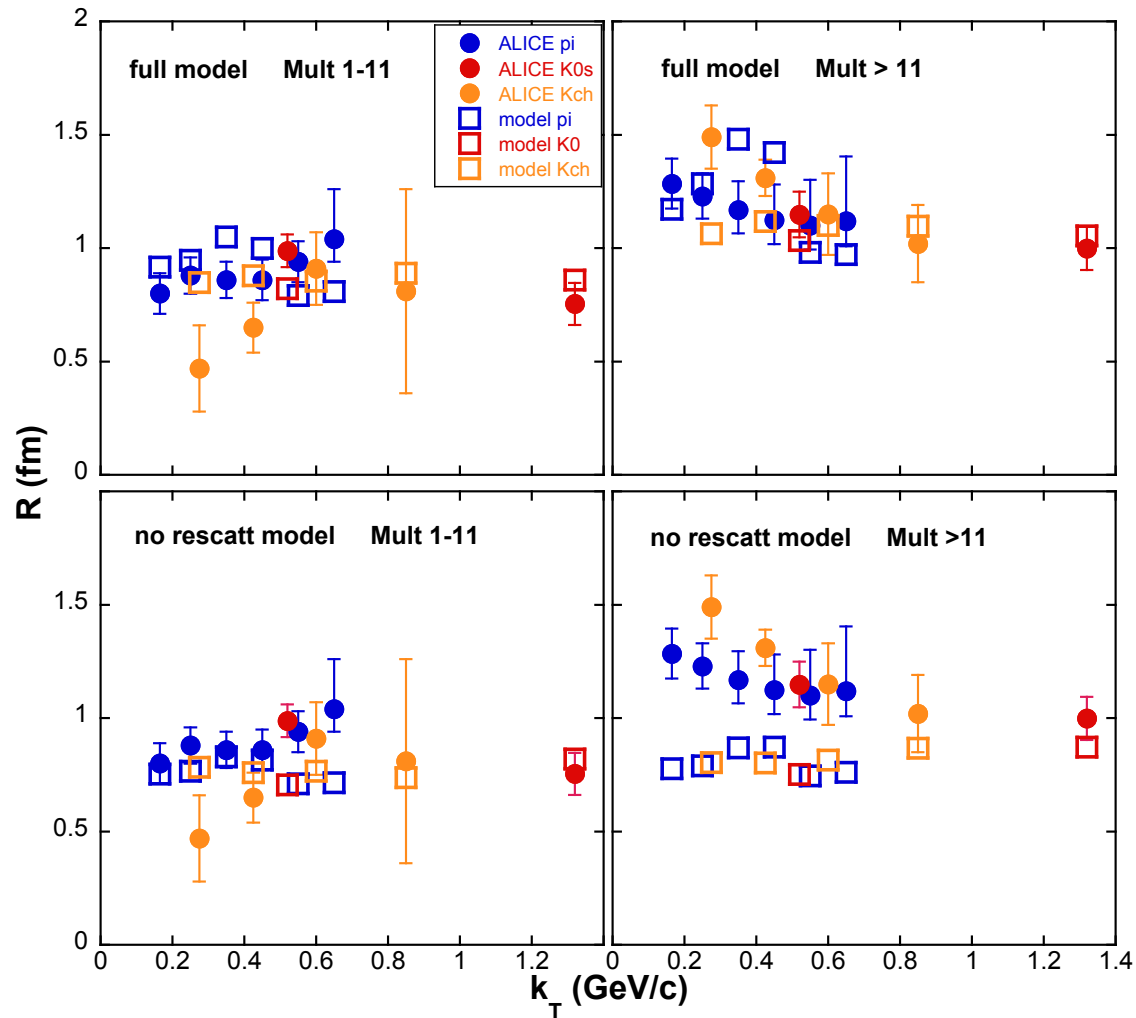 2
1.5
1
0.5
0
full model Mult 1-11
ALICE pi
ALICE K0s
ALICE Kch
model pi
model K0
model Kch
full model Mult > 11
R (fm)
no rescatt model Mult 1-11
no rescatt model Mult >11
1.5
1
0.5
0
0 0.2 0.4 0.6 0.8 1 1.2
0 0.2 0.4 0.6 0.8 1 1.2 1.4
k_T (GeV/c)